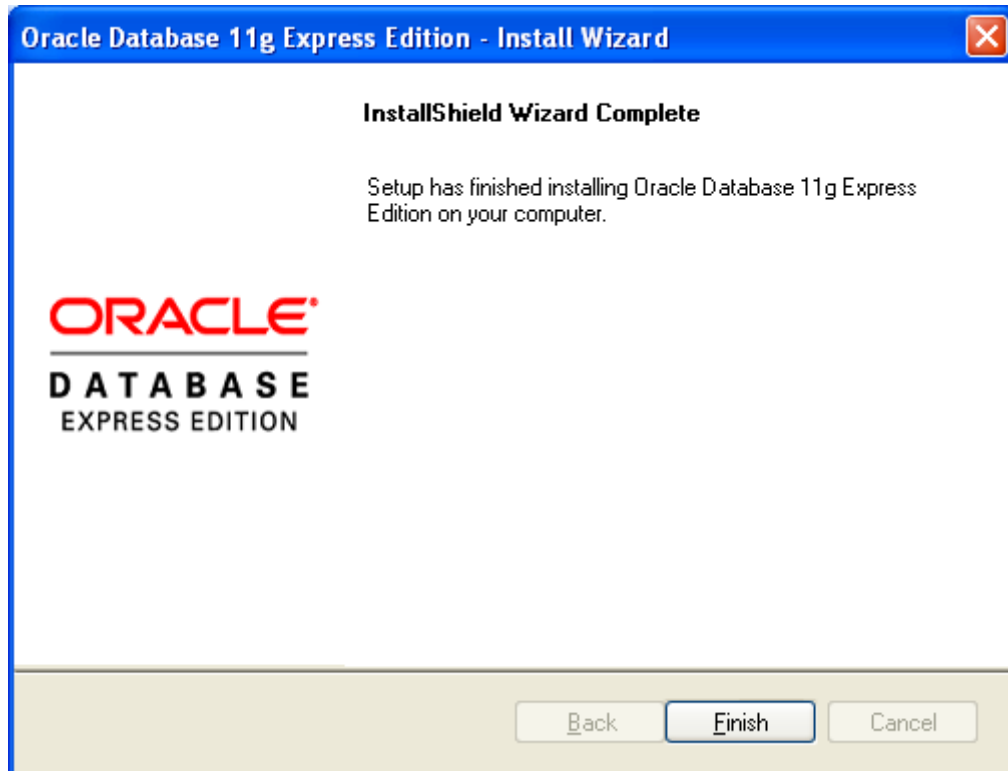 Oracle Database 11g Express Edition - Install Wizard
InstallShield Wizard Complete
Setup has finished installing Oracle Database 11g Express
Edition on your computer.
ORACLE
DATABASE
EXPRESS EDITION
Back Finish Cancel